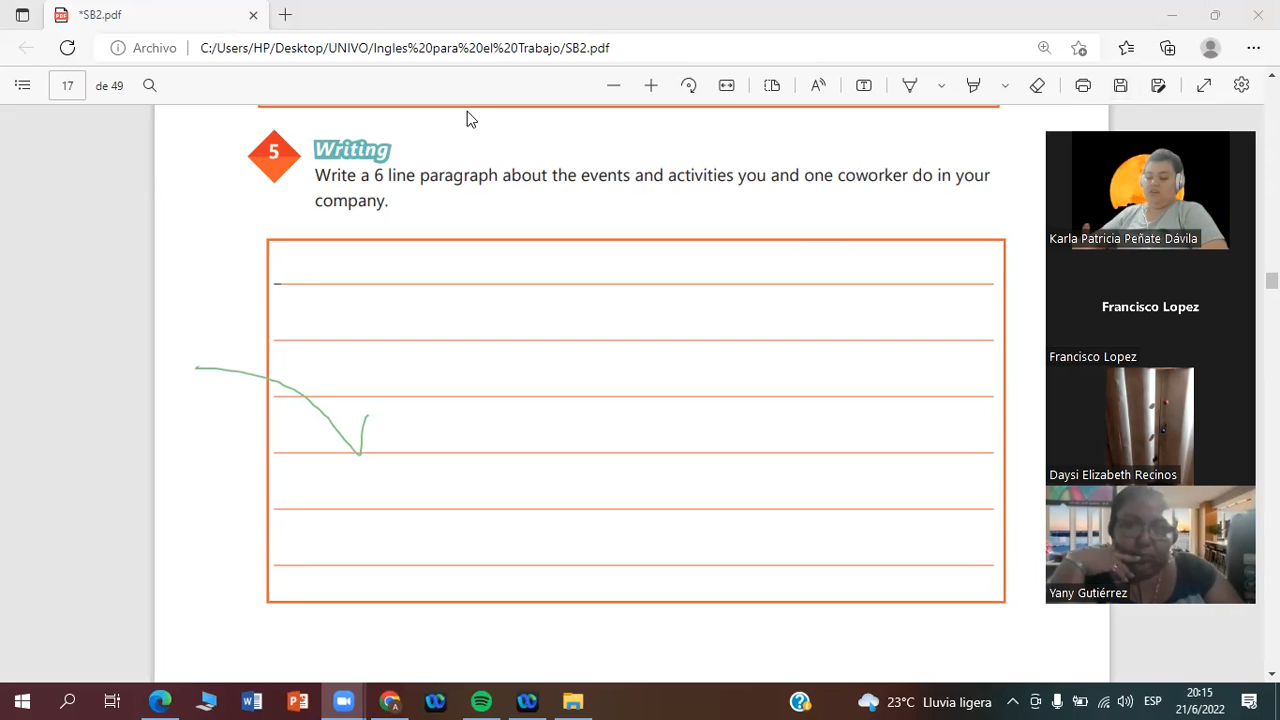 *SB2.pdf
Archivo
C:/Users/HP/Desktop/UNIVO/Ingles%20para%20el%20Trabajo/SB2.pdf
17
de 49
5
Writing
Write a 6 line paragraph about the events and activities you and one coworker do in your
company.
Karla Patricia Peñate Dávila
Francisco Lopez
Francisco Lopez
Daysi Elizabeth Recinos
Yany Gutiérrez
23°C Lluvia ligera
ESP
20:15
21/6/2022